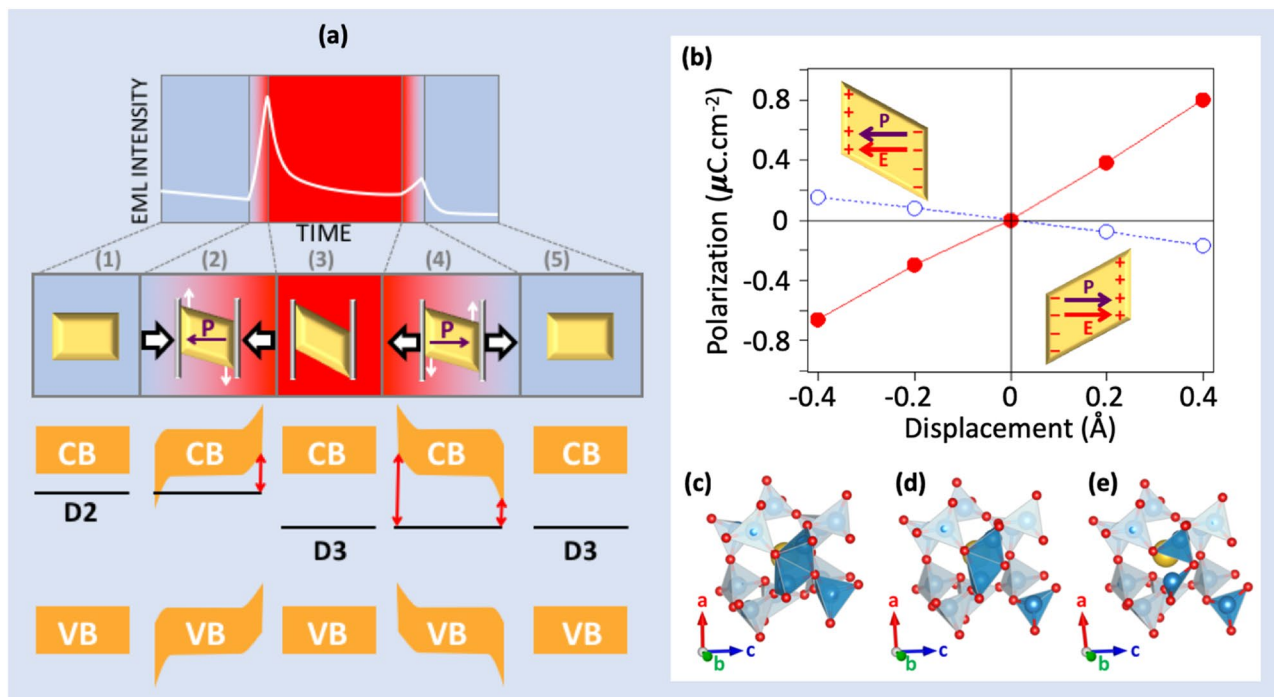 (a)
EML INTENSITY
TIME
(1) (2) (3) (4) (5)
P P
CB CB CB CB CB
D2 D3 D3
VB VB VB VB VB
(b)
Polarization (μC.cm-2)
0.8
0.4
0
-0.4
-0.8
+ + + +
P
E
− − − −
− − − −
P
E
+ + + +
-0.4 -0.2 0 0.2 0.4
Displacement (Å)
(c) (d) (e)
a a a
c c c
b b b